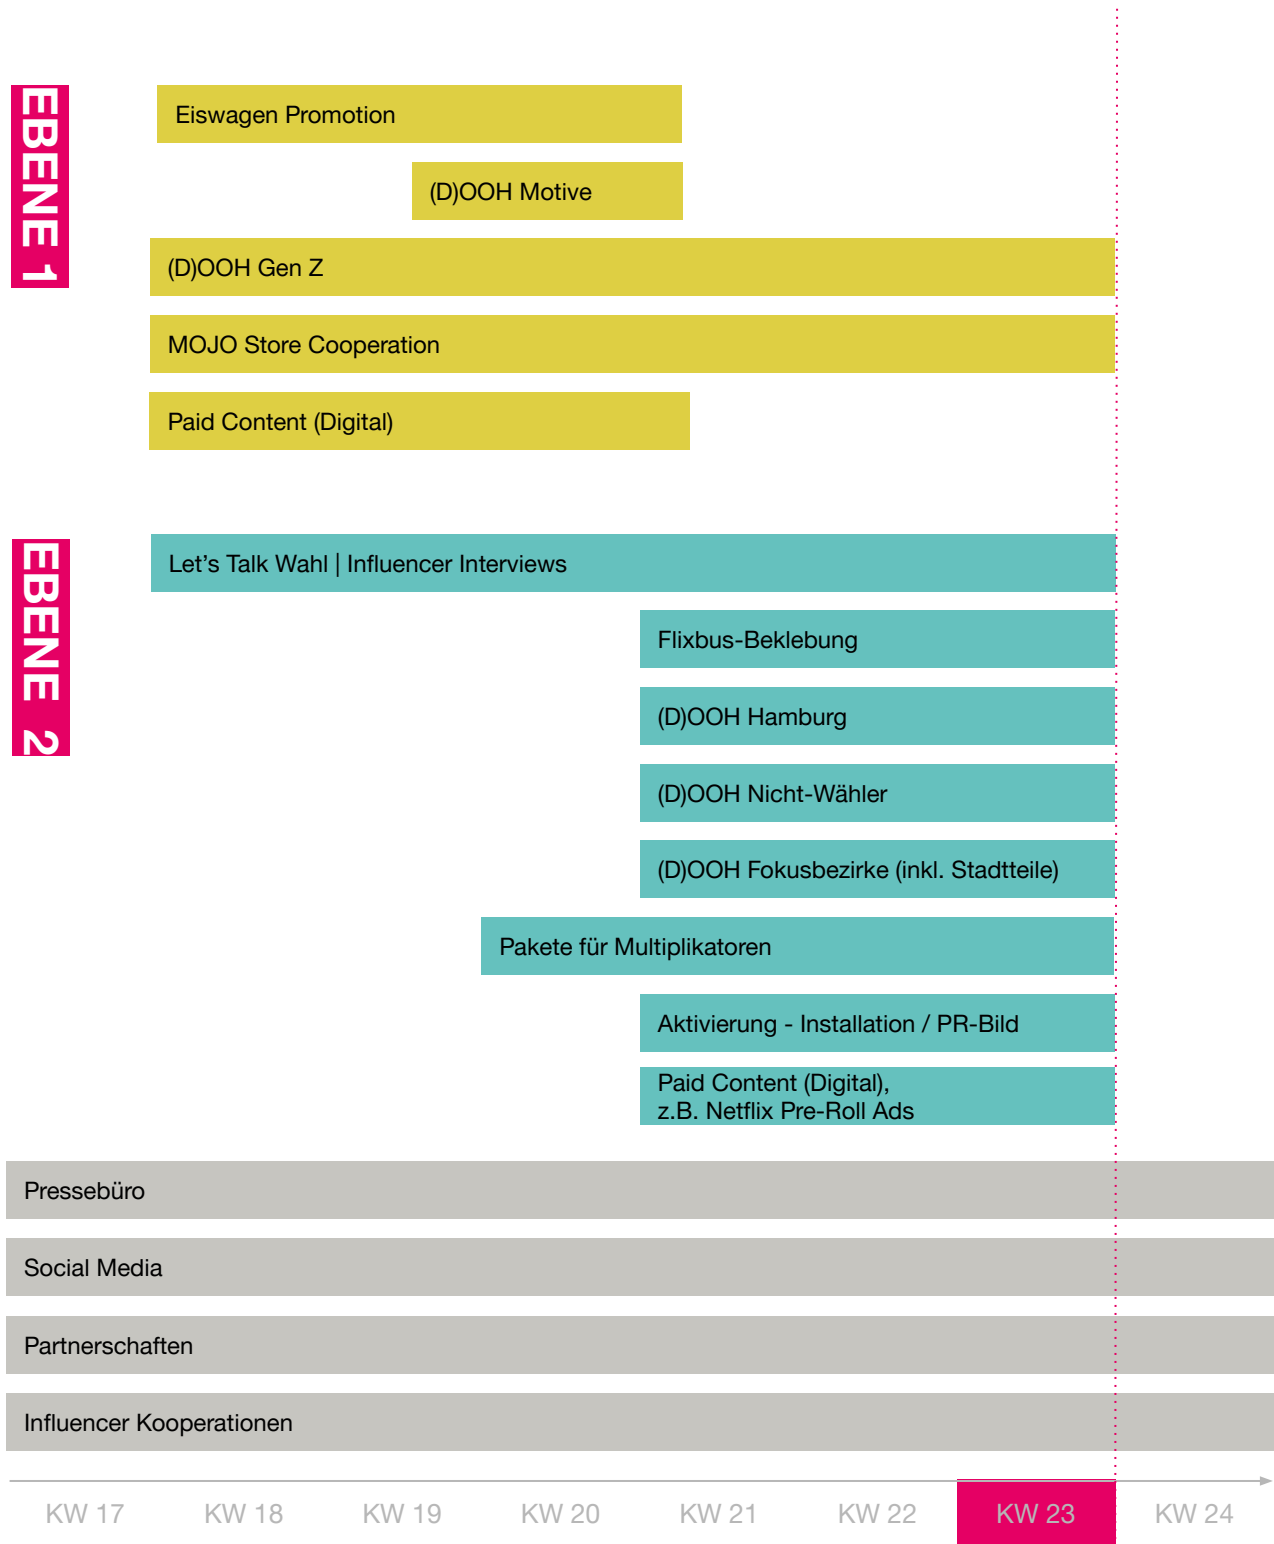 EBENE 1
Eiswagen Promotion
(D)OOH Motive
(D)OOH Gen Z
MOJO Store Cooperation
Paid Content (Digital)
EBENE 2
Let’s Talk Wahl | Influencer Interviews
Flixbus-Beklebung
(D)OOH Hamburg
(D)OOH Nicht-Wähler
(D)OOH Fokusbezirke (inkl. Stadtteile)
Pakete für Multiplikatoren
Aktivierung - Installation / PR-Bild
Paid Content (Digital),
z.B. Netflix Pre-Roll Ads
Pressebüro
Social Media
Partnerschaften
Influencer Kooperationen
KW 17 KW 18 KW 19 KW 20 KW 21 KW 22 KW 23 KW 24